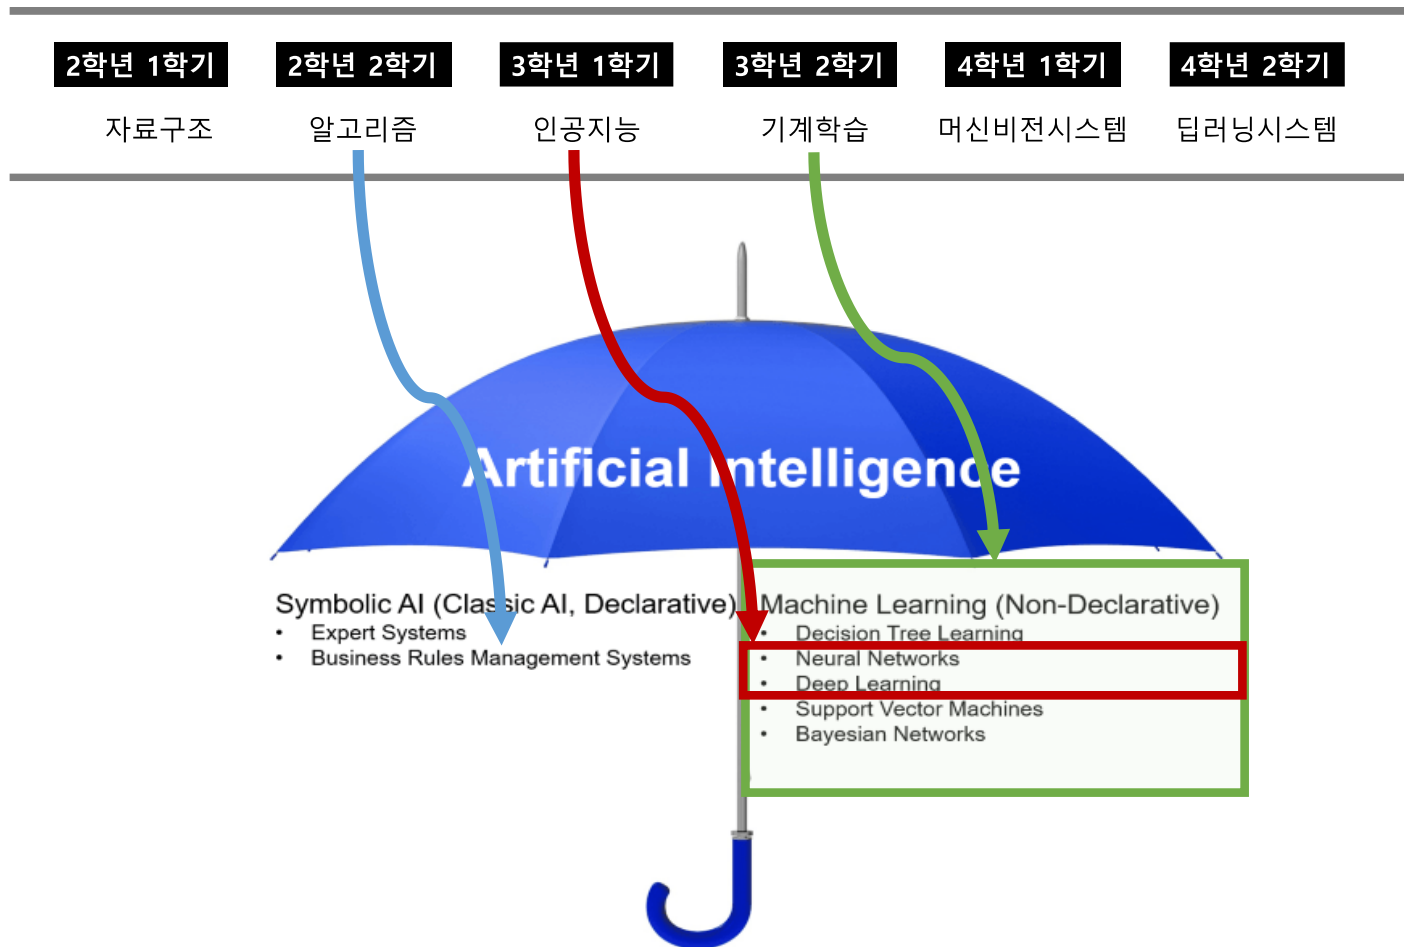 2학년 1학기
2학년 2학기
3학년 1학기
3학년 2학기
4학년 1학기
4학년 2학기
자료구조
알고리즘
인공지능
기계학습
머신비전시스템
딥러닝시스템
Artificial Intelligence
Symbolic AI (Classic AI, Declarative)
• Expert Systems
• Business Rules Management Systems
Machine Learning (Non-Declarative)
• Decision Tree Learning
• Neural Networks
• Deep Learning
• Support Vector Machines
• Bayesian Networks